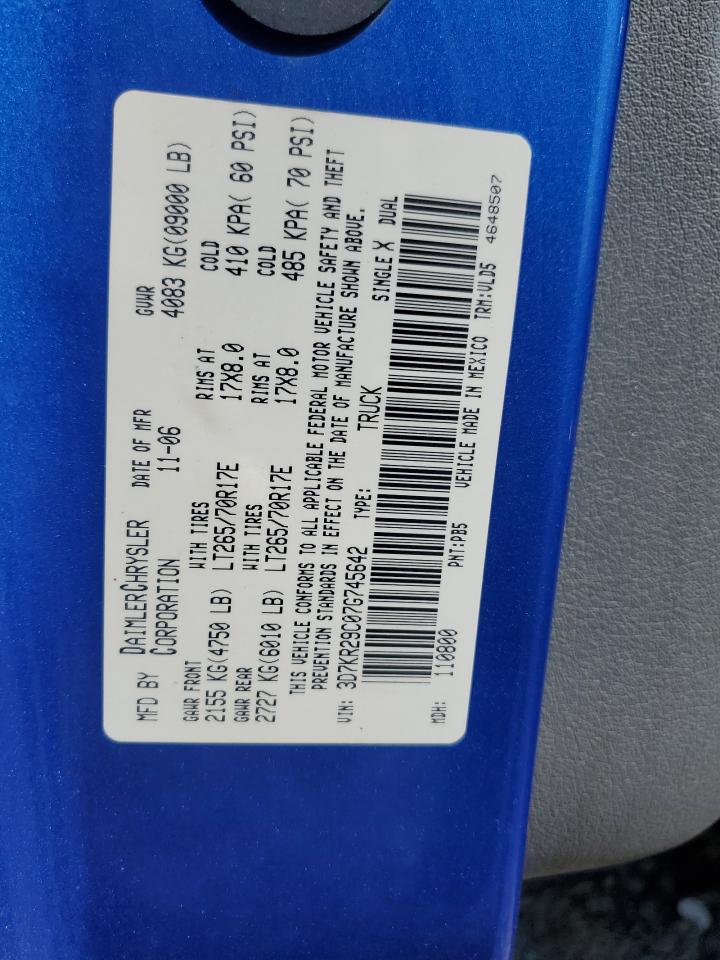 MFD BY DAIMLERCHRYSLER CORPORATION DATE OF MFR 11-06 GVWR 4083 KG(09000 LB)
GAWR FRONT WITH TIRES RIMS AT COLD
2155 KG(4750 LB) LT265/70R17E 17X8.0 410 KPA( 60 PSI)
GAWR REAR WITH TIRES RIMS AT COLD
2727 KG(6010 LB) LT265/70R17E 17X8.0 485 KPA( 70 PSI)
THIS VEHICLE CONFORMS TO ALL APPLICABLE FEDERAL MOTOR VEHICLE SAFETY AND THEFT
PREVENTION STANDARDS IN EFFECT ON THE DATE OF MANUFACTURE SHOWN ABOVE.
VIN: 3D7KR29C07G745642 TYPE: TRUCK SINGLE X DUAL
MDH: 110800 PNT:PB5 VEHICLE MADE IN MEXICO TRM:VLD5 4648507